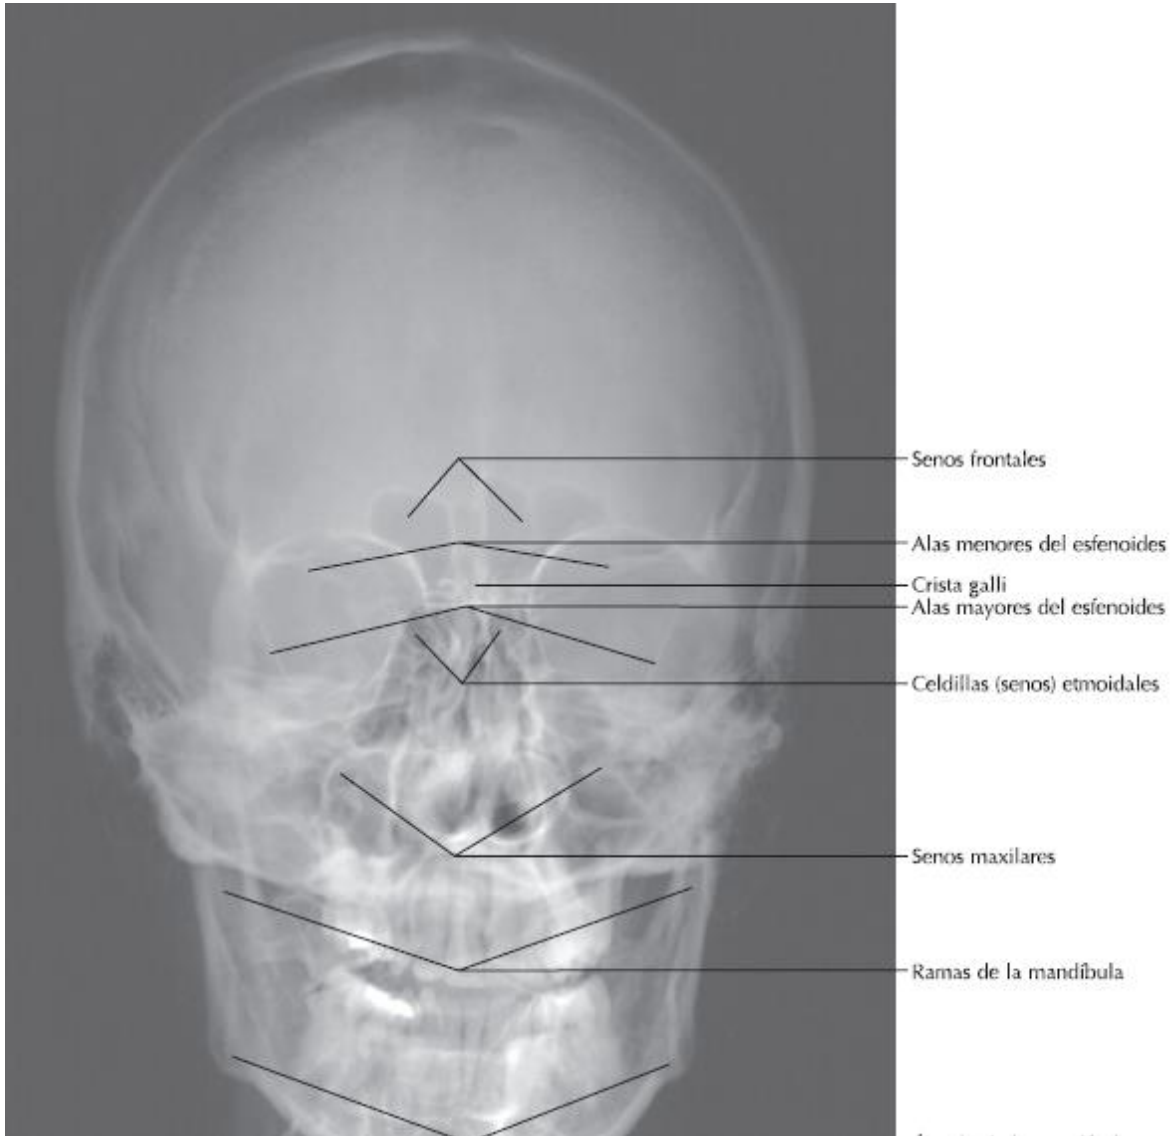 Senos frontales
Alas menores del esfenoides
Crista galli
Alas mayores del esfenoides
Celdillas (senos) etmoidales
Senos maxilares
Ramas de la mandíbula